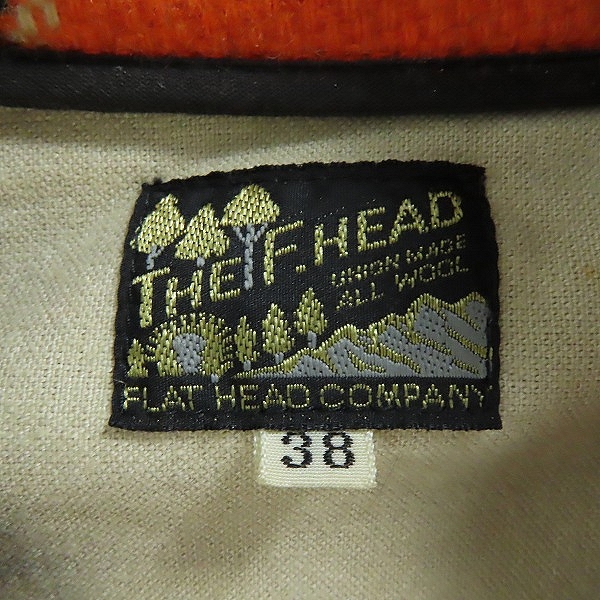 THE F.HEAD
UNION MADE
ALL WOOL
FLAT HEAD COMPANY
38